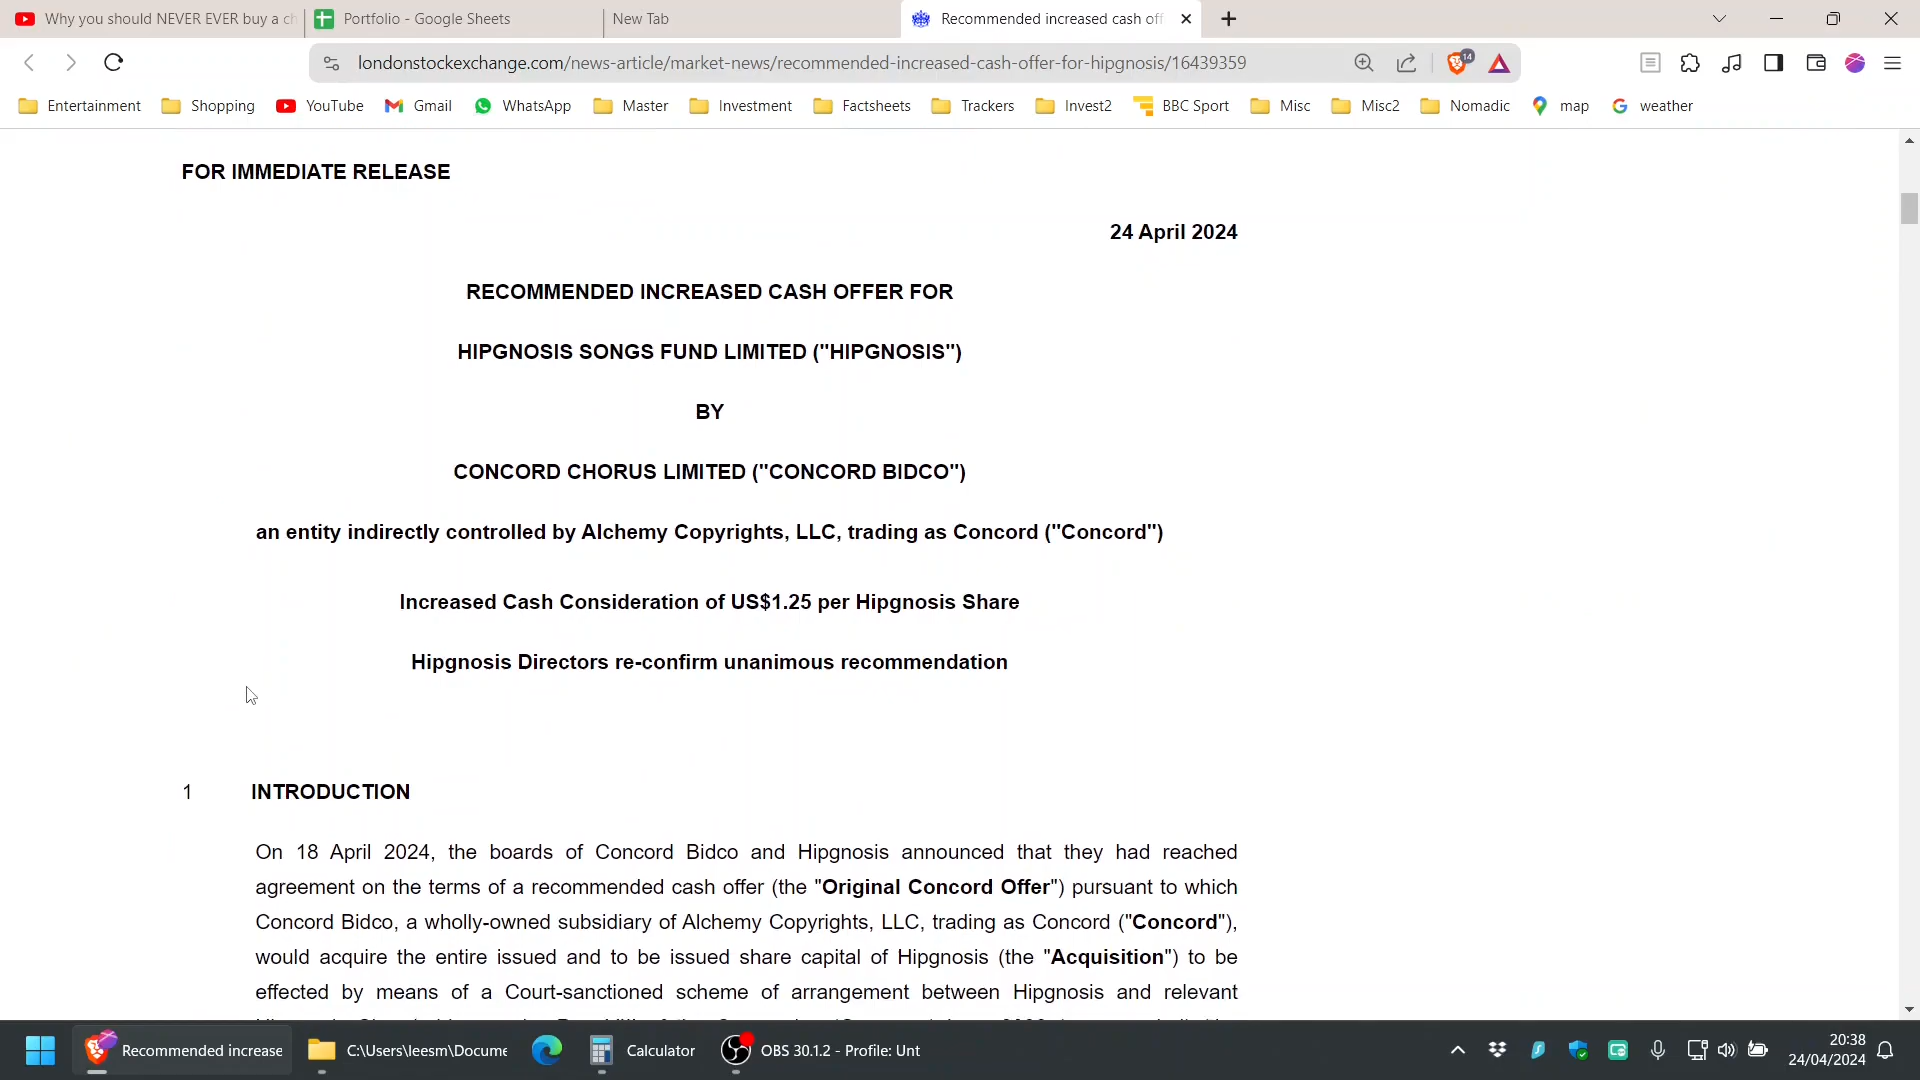 Why you should NEVER EVER buy a ch
Portfolio - Google Sheets
New Tab
Recommended increased cash off
londonstockexchange.com/news-article/market-news/recommended-increased-cash-offer-for-hipgnosis/16439359
14
Entertainment
Shopping
YouTube
Gmail
WhatsApp
Master
Investment
Factsheets
Trackers
Invest2
BBC Sport
Misc
Misc2
Nomadic
map
weather
FOR IMMEDIATE RELEASE
24 April 2024
RECOMMENDED INCREASED CASH OFFER FOR
HIPGNOSIS SONGS FUND LIMITED ("HIPGNOSIS")
BY
CONCORD CHORUS LIMITED ("CONCORD BIDCO")
an entity indirectly controlled by Alchemy Copyrights, LLC, trading as Concord ("Concord")
Increased Cash Consideration of US$1.25 per Hipgnosis Share
Hipgnosis Directors re-confirm unanimous recommendation
1 INTRODUCTION
On 18 April 2024, the boards of Concord Bidco and Hipgnosis announced that they had reached
agreement on the terms of a recommended cash offer (the "Original Concord Offer") pursuant to which
Concord Bidco, a wholly-owned subsidiary of Alchemy Copyrights, LLC, trading as Concord ("Concord"),
would acquire the entire issued and to be issued share capital of Hipgnosis (the "Acquisition") to be
effected by means of a Court-sanctioned scheme of arrangement between Hipgnosis and relevant
Recommended increase
C:\Users\leesm\Docume
Calculator
OBS 30.1.2 - Profile: Unt
20:38
24/04/2024